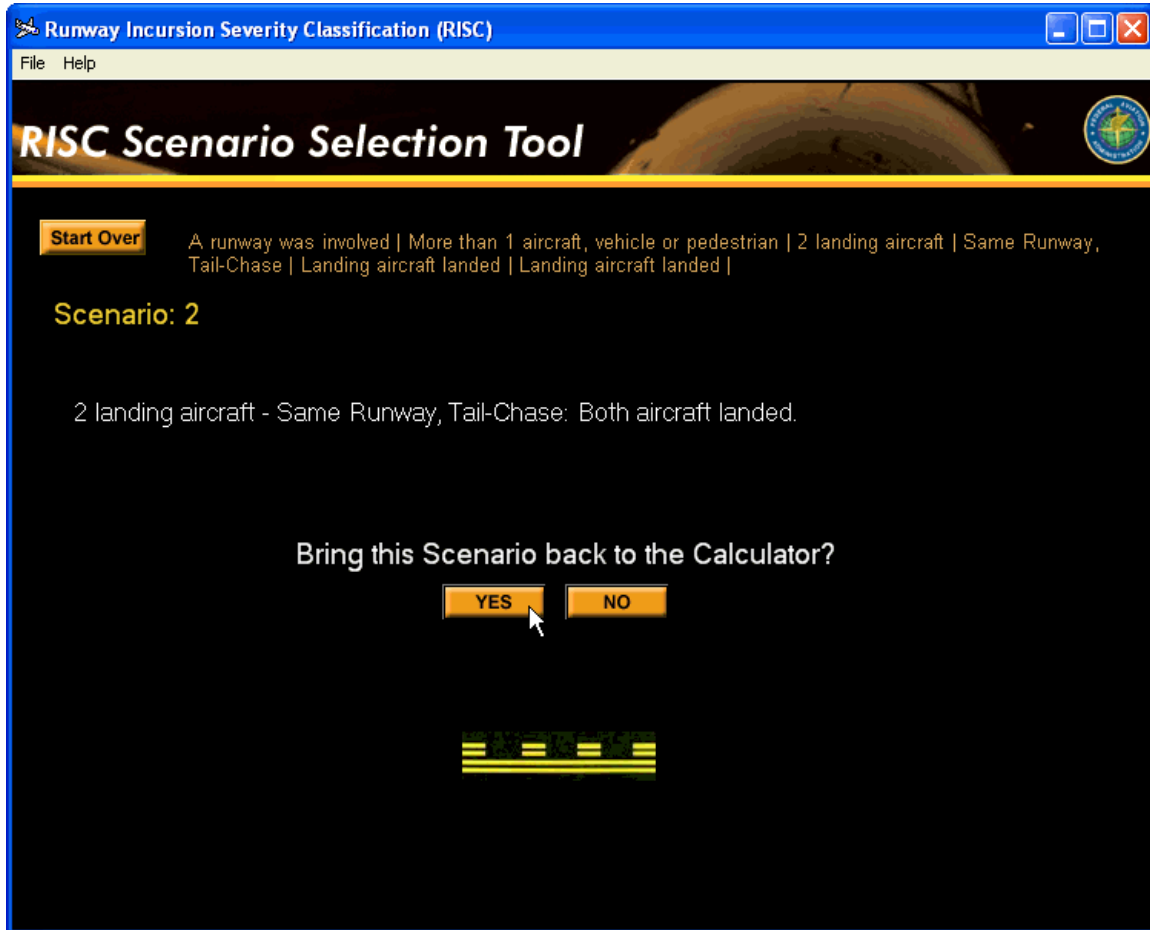 Runway Incursion Severity Classification (RISC)
File Help
RISC Scenario Selection Tool
FEDERAL AVIATION ADMINISTRATION
Start Over
A runway was involved | More than 1 aircraft, vehicle or pedestrian | 2 landing aircraft | Same Runway,
Tail-Chase | Landing aircraft landed | Landing aircraft landed |
Scenario: 2
2 landing aircraft - Same Runway, Tail-Chase: Both aircraft landed.
Bring this Scenario back to the Calculator?
YES NO